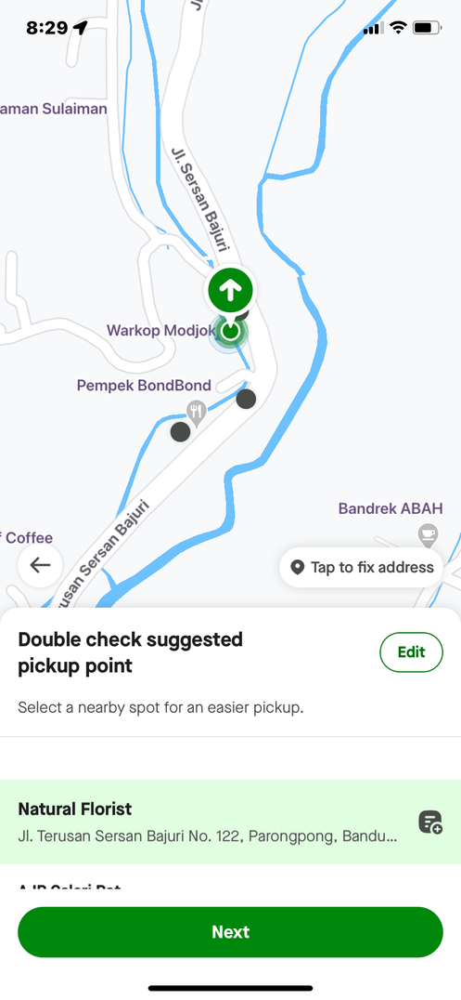 8:29
Jl
aman Sulaiman
Jl. Sersan Bajuri
Warkop Modjok
Pempek BondBond
Bandrek ABAH
f Coffee
usan Sersan Bajuri
Tap to fix address
Double check suggested
pickup point
Edit
Select a nearby spot for an easier pickup.
Natural Florist
Jl. Terusan Sersan Bajuri No. 122, Parongpong, Bandu...
Next